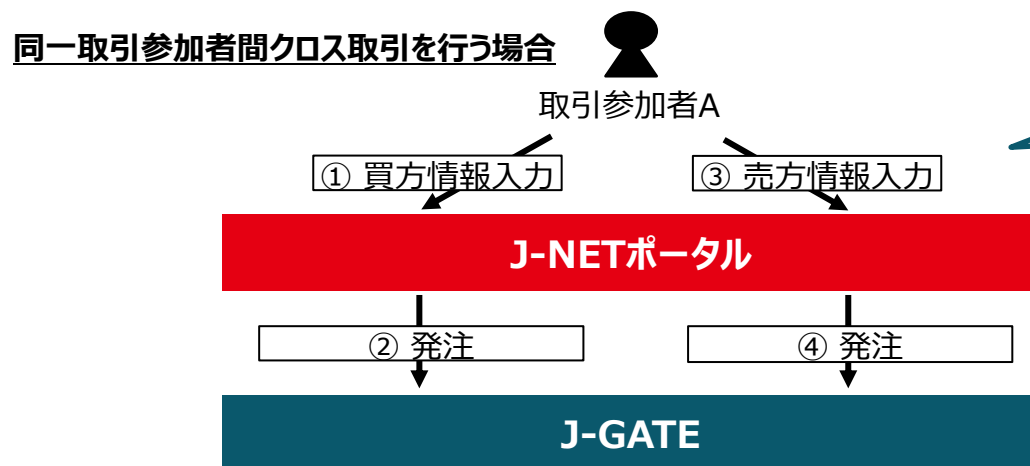 同一取引参加者間クロス取引を行う場合
取引参加者A
① 買方情報入力
③ 売方情報入力
J-NETポータル
② 発注
④ 発注
J-GATE